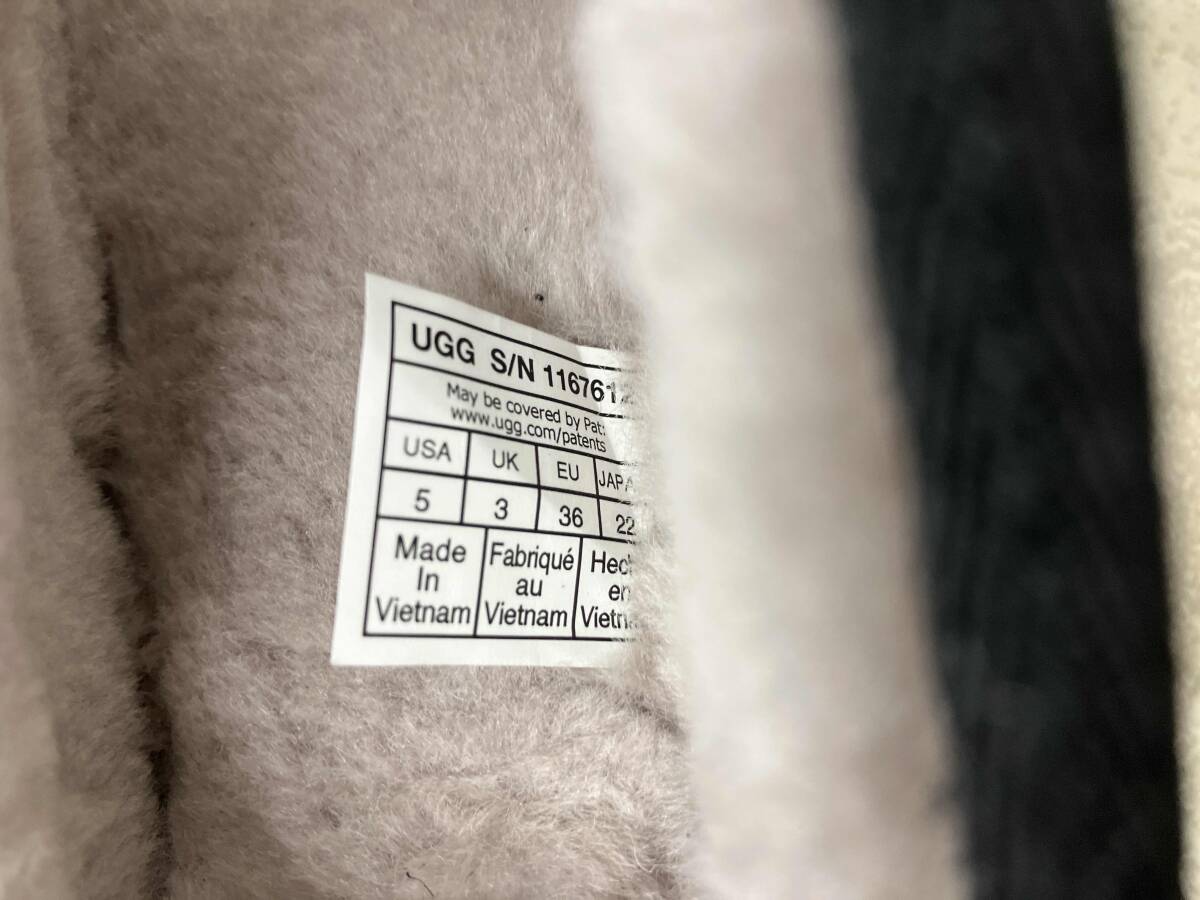 UGG S/N 116761
May be covered by Pat:
www.ugg.com/patents
USA UK EU
5 3 36 22
Made Fabriqué
In au en
Vietnam Vietnam